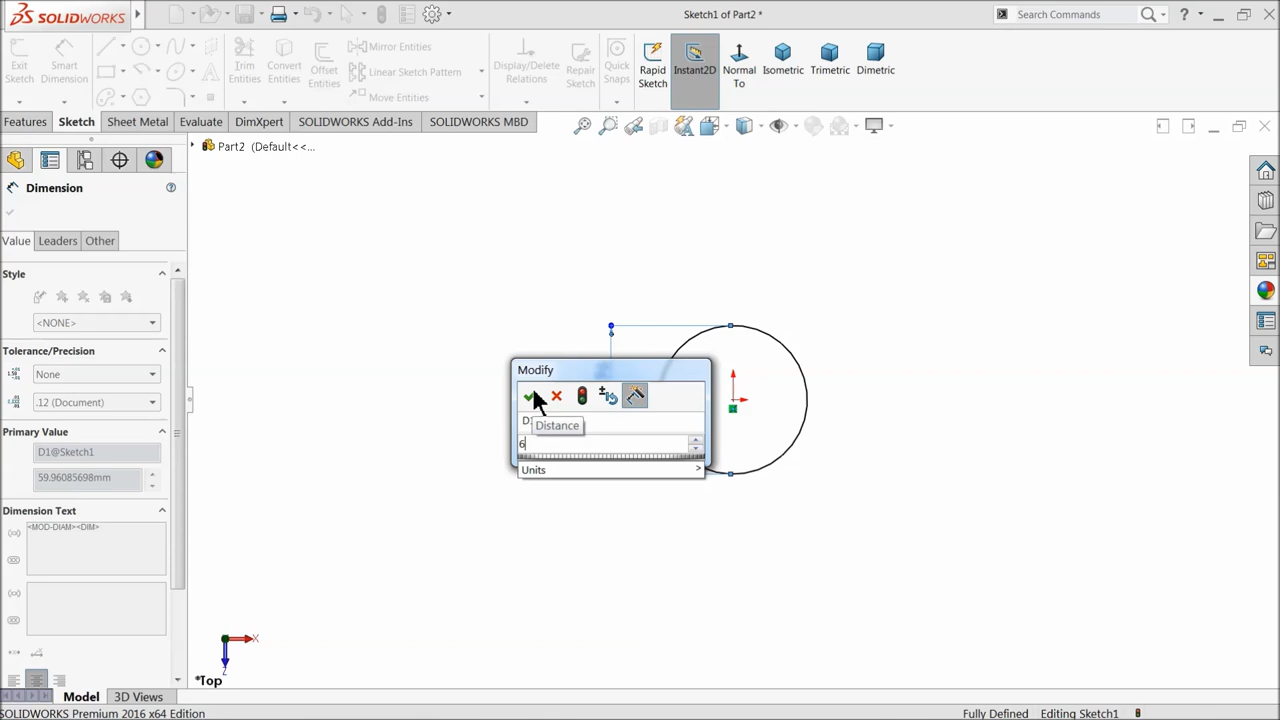 SOLIDWORKS
Sketch1 of Part2 *
Search Commands
?
Exit Sketch
Smart Dimension
Trim Entities
Convert Entities
Offset Entities
Mirror Entities
Linear Sketch Pattern
Move Entities
Display/Delete Relations
Repair Sketch
Quick Snaps
Rapid Sketch
Instant2D
Normal To
Isometric
Trimetric
Dimetric
Features
Sketch
Sheet Metal
Evaluate
DimXpert
SOLIDWORKS Add-Ins
SOLIDWORKS MBD
Part2 (Default<<...
Dimension
Value
Leaders
Other
Style
<NONE>
Tolerance/Precision
None
.12 (Document)
Primary Value
D1@Sketch1
59.96085698mm
Dimension Text
<MOD-DIAM><DIM>
Modify
Distance
6
Units
X
Z
*Top
Model
3D Views
SOLIDWORKS Premium 2016 x64 Edition
Fully Defined
Editing Sketch1